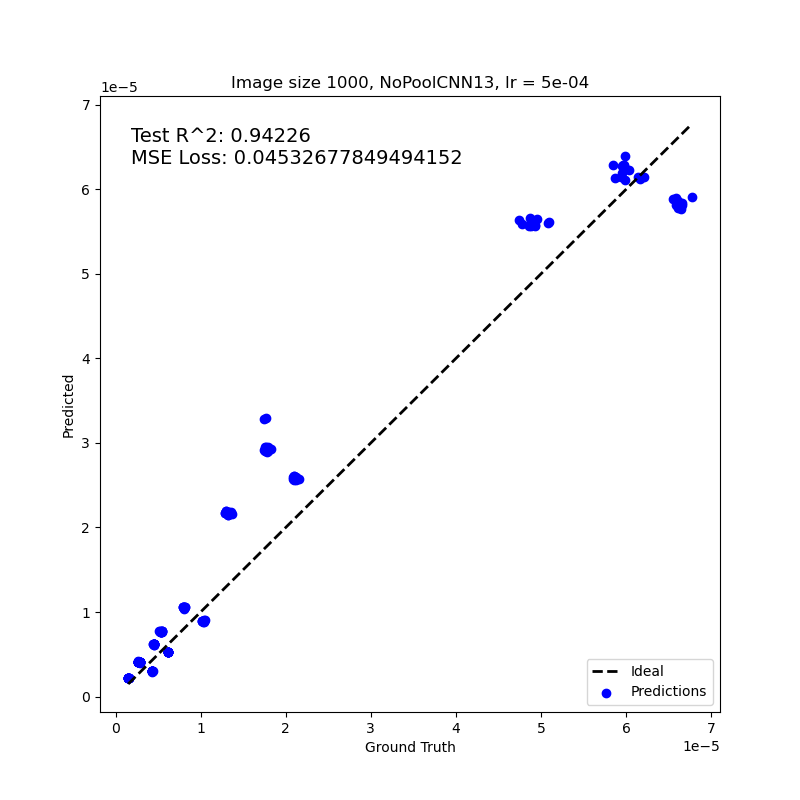 Image size 1000, NoPoolCNN13, lr = 5e-04
1e−5
7
6
5
4
3
2
1
0
Predicted
Test R^2: 0.94226
MSE Loss: 0.04532677849494152
Ideal
Predictions
0 1 2 3 4 5 6 7
Ground Truth
1e−5